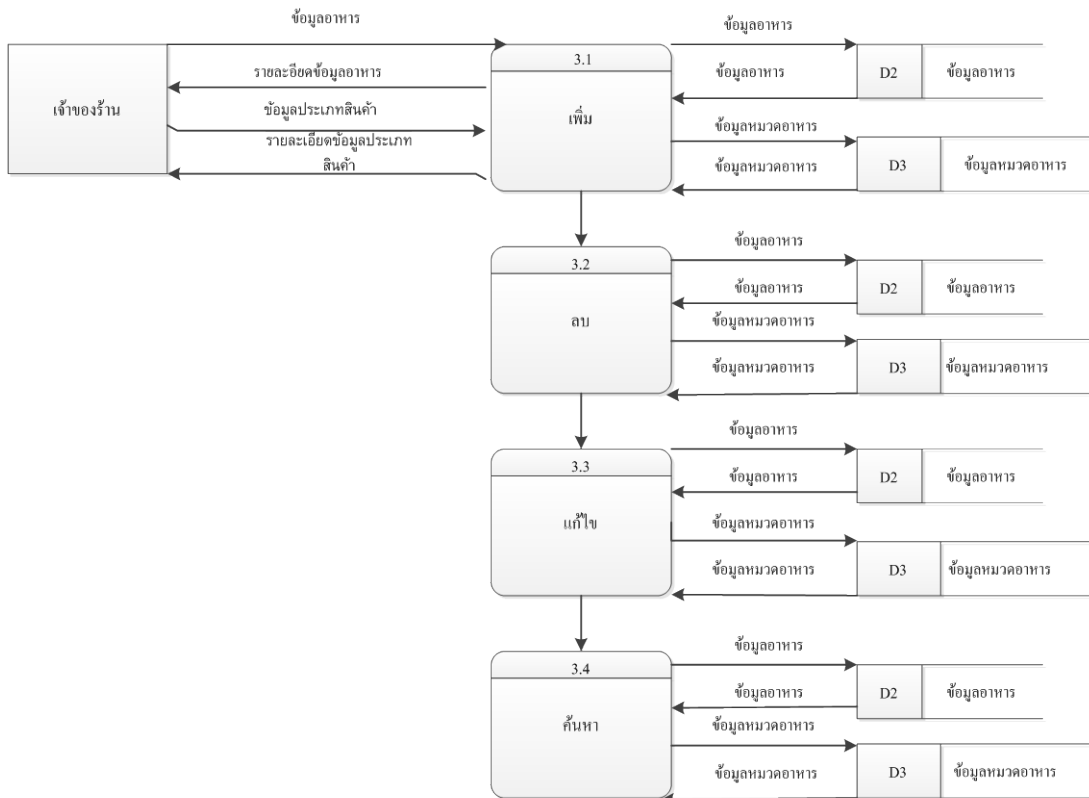 ข้อมูลอาหาร
เจ้าของร้าน
รายละอียดข้อมูลอาหาร
ข้อมูลประเภทสินค้า
รายละเอียดข้อมูลประเภท
สินค้า
3.1
เพิ่ม
ข้อมูลอาหาร
ข้อมูลอาหาร
D2
ข้อมูลอาหาร
ข้อมูลหมวดอาหาร
ข้อมูลหมวดอาหาร
D3
ข้อมูลหมวดอาหาร
3.2
ลบ
ข้อมูลอาหาร
ข้อมูลอาหาร
D2
ข้อมูลอาหาร
ข้อมูลหมวดอาหาร
ข้อมูลหมวดอาหาร
D3
ข้อมูลหมวดอาหาร
3.3
แก้ไข
ข้อมูลอาหาร
ข้อมูลอาหาร
D2
ข้อมูลอาหาร
ข้อมูลหมวดอาหาร
ข้อมูลหมวดอาหาร
D3
ข้อมูลหมวดอาหาร
3.4
ค้นหา
ข้อมูลอาหาร
ข้อมูลอาหาร
D2
ข้อมูลอาหาร
ข้อมูลหมวดอาหาร
ข้อมูลหมวดอาหาร
D3
ข้อมูลหมวดอาหาร